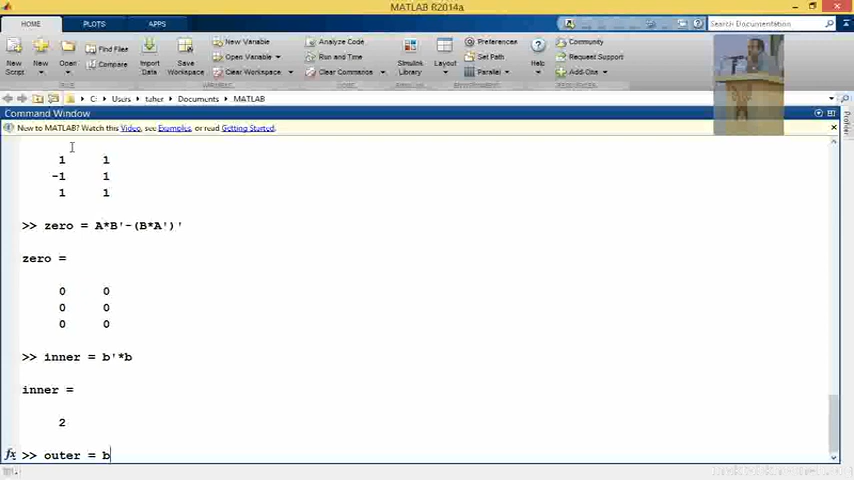 MATLAB R2014a
HOME PLOTS APPS
Search Documentation
New Script
New
Open
Find Files
Compare
Import Data
Save Workspace
New Variable
Open Variable
Clear Workspace
Analyze Code
Run and Time
Clear Commands
Simulink Library
Layout
Preferences
Set Path
Parallel
Help
Community
Request Support
Add-Ons
C: Users taher Documents MATLAB
Command Window
New to MATLAB? Watch this Video, see Examples, or read Getting Started.
1 1
-1 1
1 1
>> zero = A*B'-(B*A')'
zero =
0 0
0 0
0 0
>> inner = b'*b
inner =
2
fx >> outer = b